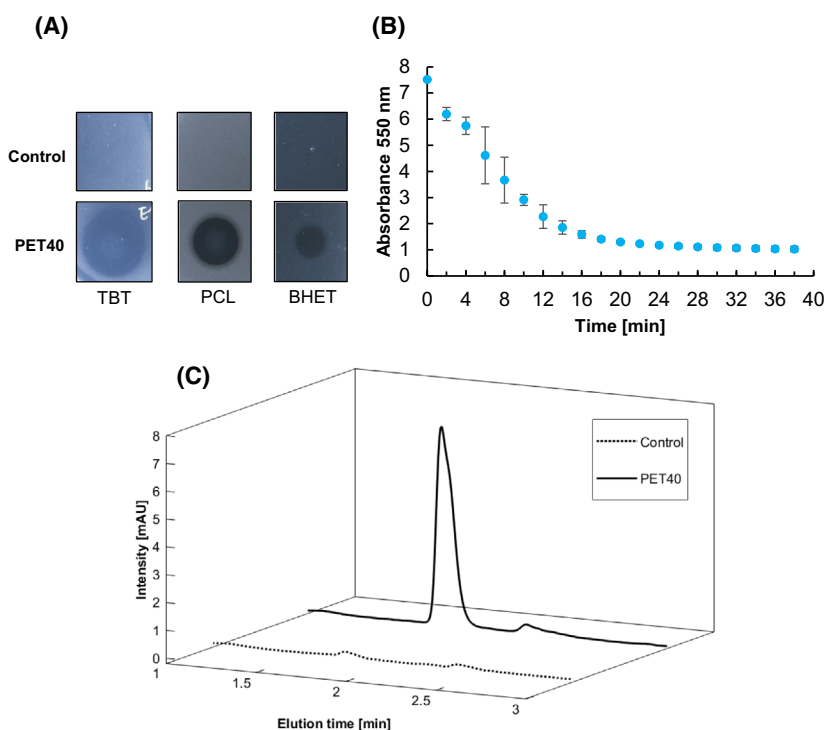 (A)
Control
PET40
TBT PCL BHET
(B)
Absorbance 550 nm
8
7
6
5
4
3
2
1
0
0 4 8 12 16 20 24 28 32 36 40
Time [min]
(C)
Intensity [mAU]
8
7
6
5
4
3
2
1
0
1 1.5 2 2.5 3
Elution time [min]
Control
PET40